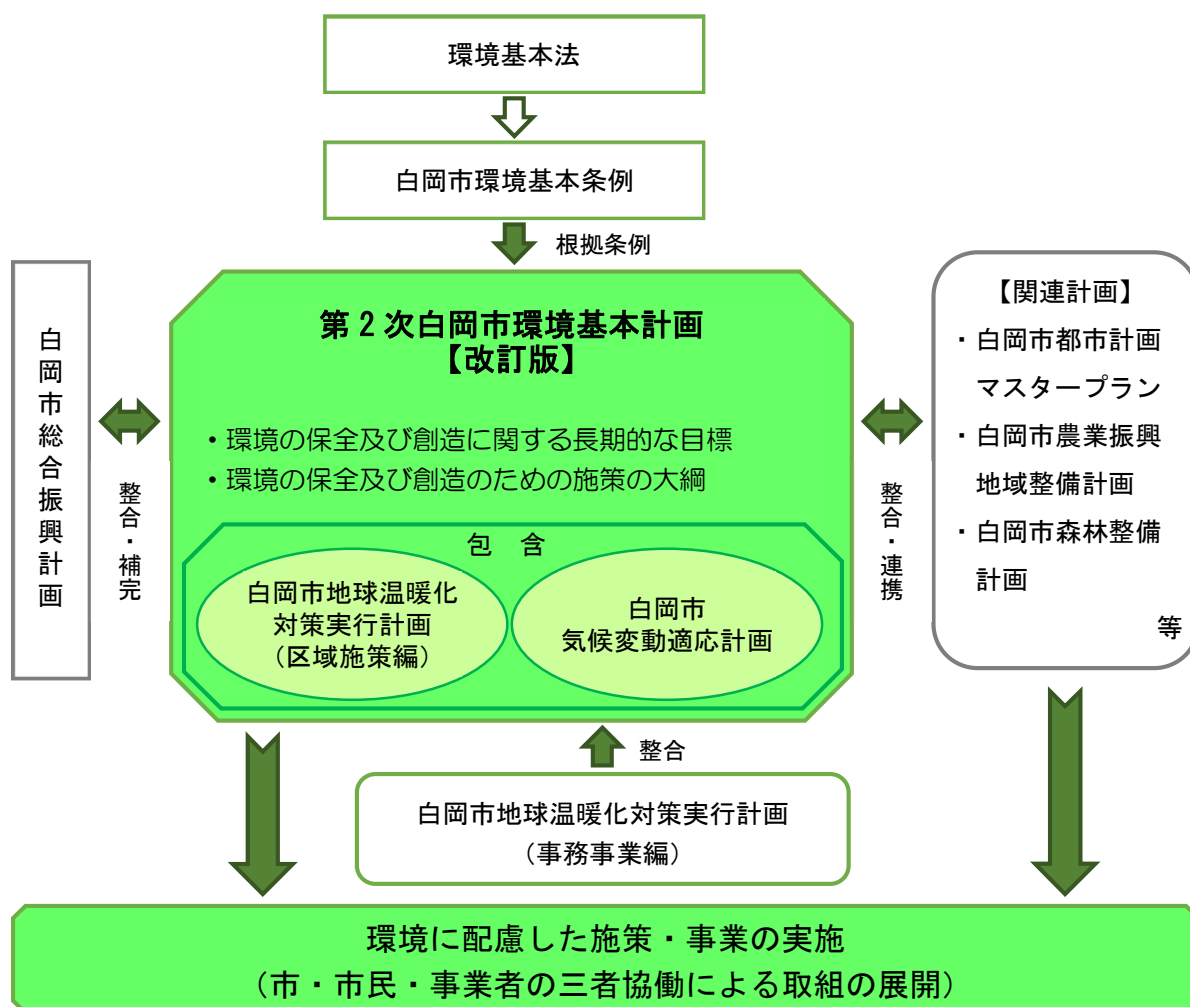 環境基本法
白岡市環境基本条例
根拠条例
白岡市総合振興計画
整合・補完
第2次白岡市環境基本計画
【改訂版】
・環境の保全及び創造に関する長期的な目標
・環境の保全及び創造のための施策の大綱
包 含
白岡市地球温暖化
対策実行計画
（区域施策編）
白岡市
気候変動適応計画
整合・連携
【関連計画】
・白岡市都市計画
マスタープラン
・白岡市農業振興
地域整備計画
・白岡市森林整備
計画
等
整合
白岡市地球温暖化対策実行計画
（事務事業編）
環境に配慮した施策・事業の実施
（市・市民・事業者の三者協働による取組の展開）